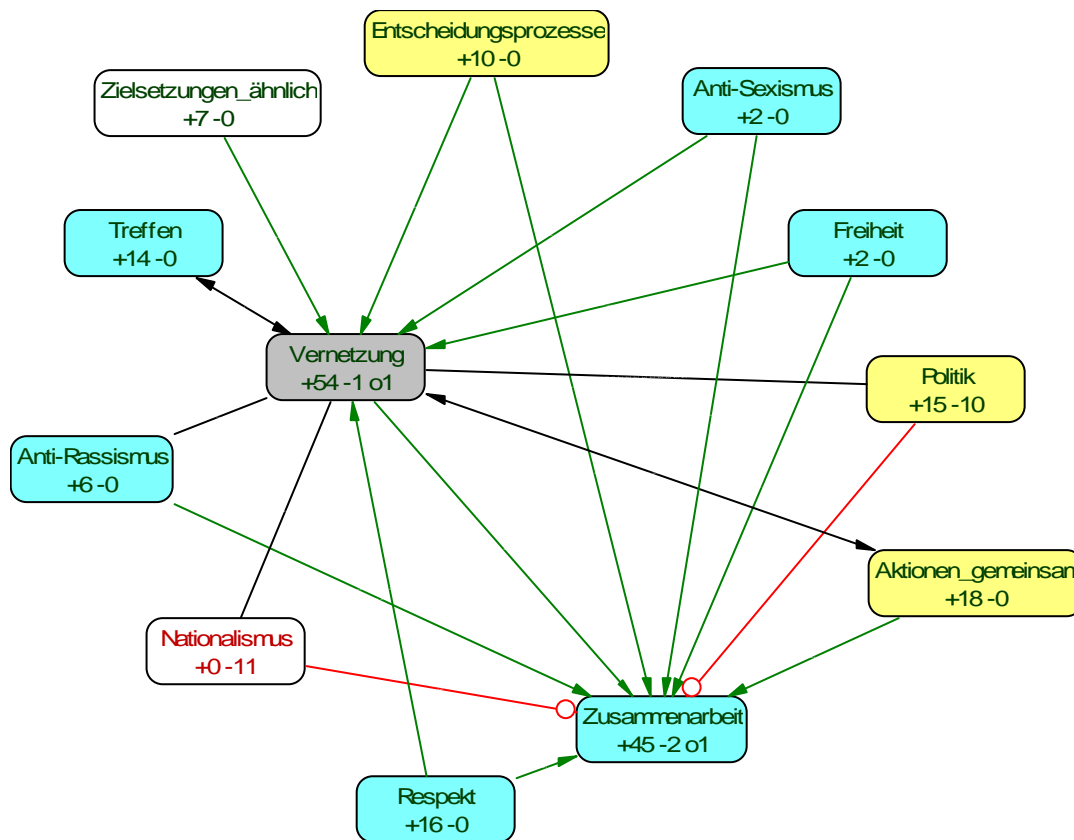 Entscheidungsprozesse
+10 -0
Zielsetzungen_ähnlich
+7 -0
Anti-Sexismus
+2 -0
Treffen
+14 -0
Freiheit
+2 -0
Vernetzung
+54 -1 o1
Politik
+15 -10
Anti-Rassismus
+6 -0
Aktionen_gemeinsam
+18 -0
Nationalismus
+0 -11
Zusammenarbeit
+45 -2 o1
Respekt
+16 -0